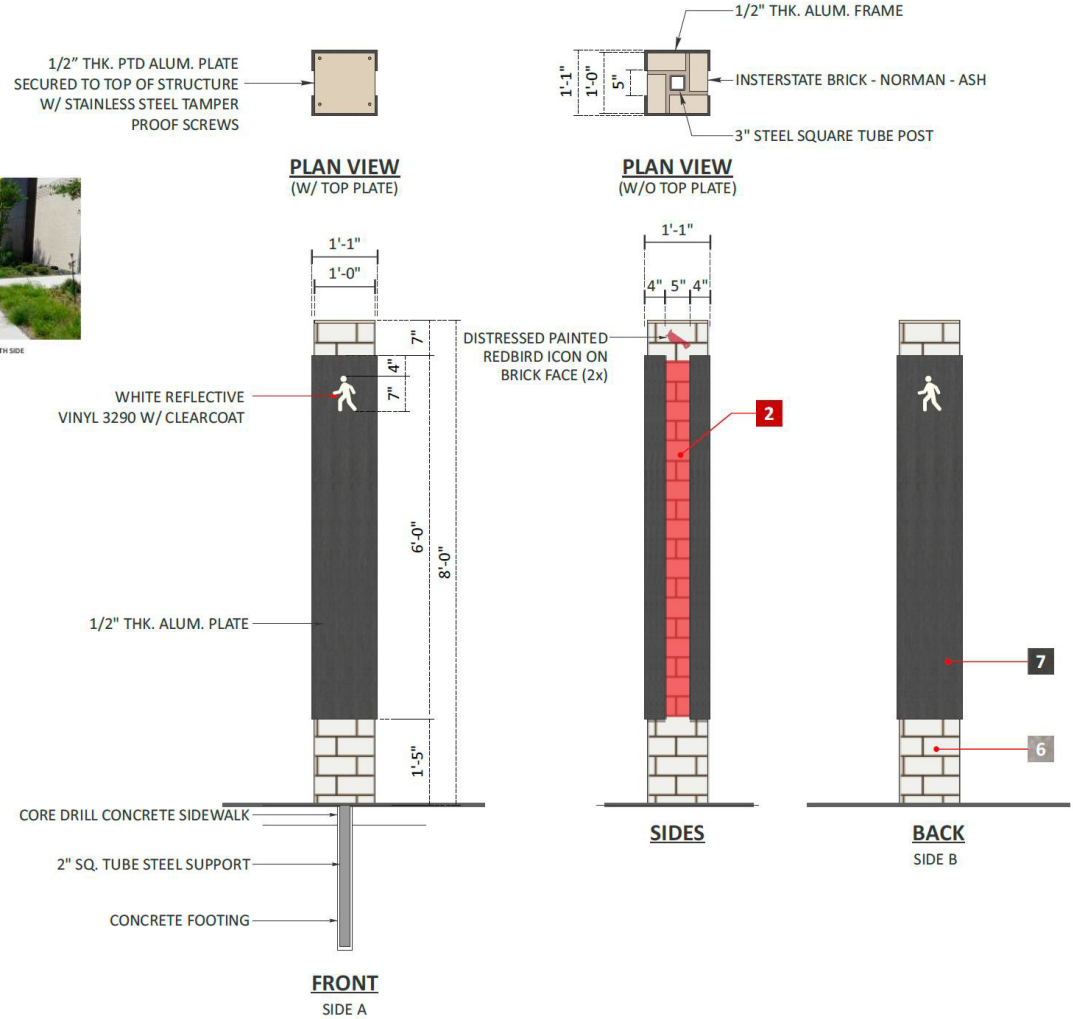 1/2" THK. PTD ALUM. PLATE
SECURED TO TOP OF STRUCTURE
W/ STAINLESS STEEL TAMPER
PROOF SCREWS
PLAN VIEW
(W/ TOP PLATE)
1/2" THK. ALUM. FRAME
1'-1"
1'-0"
5"
INSTERSTATE BRICK - NORMAN - ASH
3" STEEL SQUARE TUBE POST
PLAN VIEW
(W/O TOP PLATE)
TH SIDE
1'-1"
1'-0"
7"
4"
7"
WHITE REFLECTIVE
VINYL 3290 W/ CLEARCOAT
6'-0"
8'-0"
1/2" THK. ALUM. PLATE
1'-5"
CORE DRILL CONCRETE SIDEWALK
2" SQ. TUBE STEEL SUPPORT
CONCRETE FOOTING
FRONT
SIDE A
1'-1"
4"
5"
4"
DISTRESSED PAINTED
REDBIRD ICON ON
BRICK FACE (2x)
2
SIDES
7
6
BACK
SIDE B